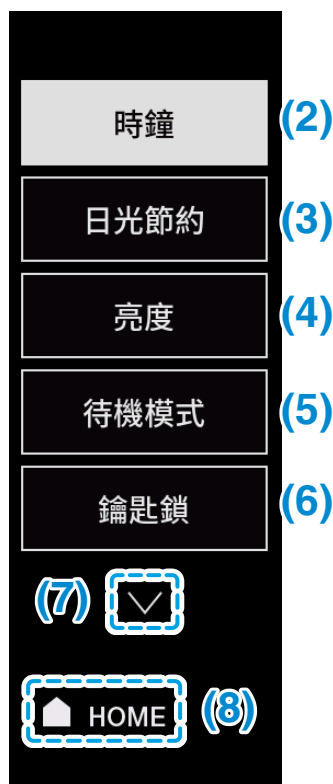 時鐘 (2)
日光節約 (3)
亮度 (4)
待機模式 (5)
鑰匙鎖 (6)
(7)
HOME (8)